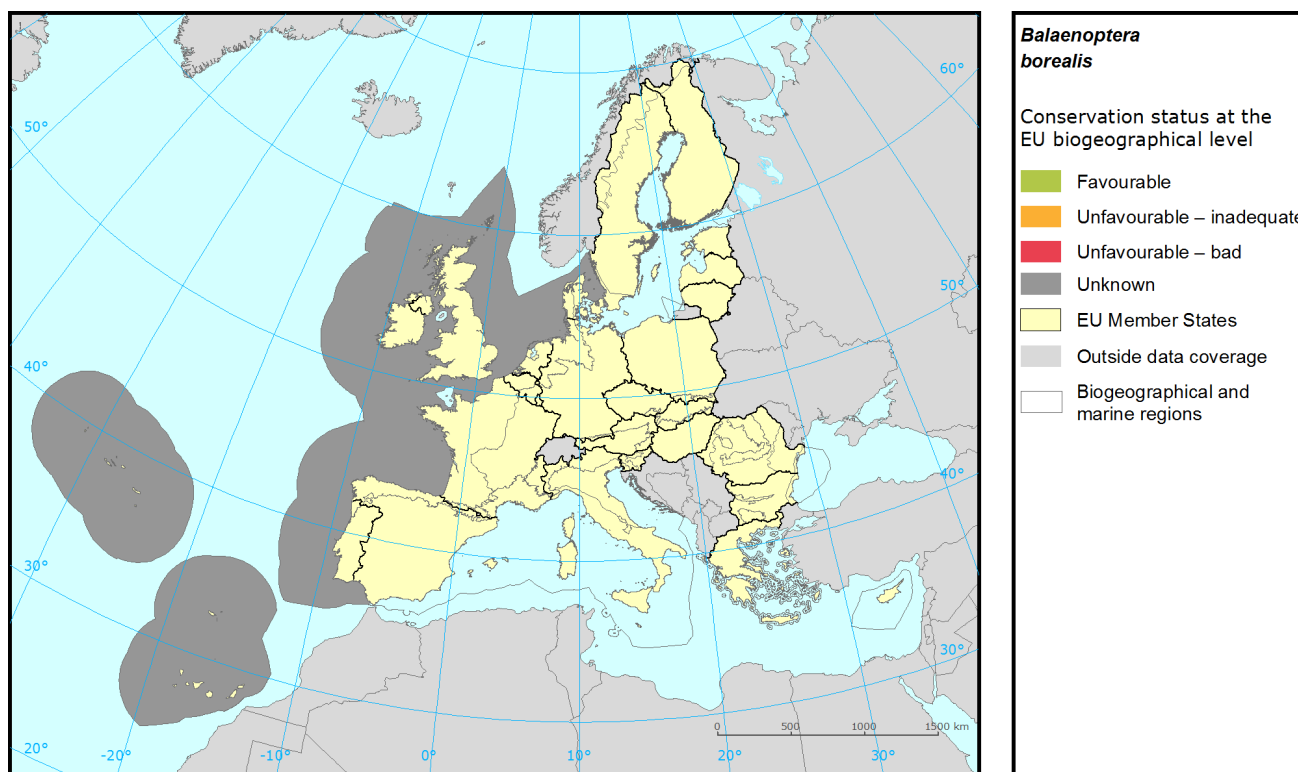 Balaenoptera
borealis
Conservation status at the
EU biogeographical level
Favourable
Unfavourable – inadequate
Unfavourable – bad
Unknown
EU Member States
Outside data coverage
Biogeographical and
marine regions
60°
50°
50°
40°
40°
30°
30°
20°
-20°
-10°
0°
10°
20°
30°
0 500 1000 1500 km